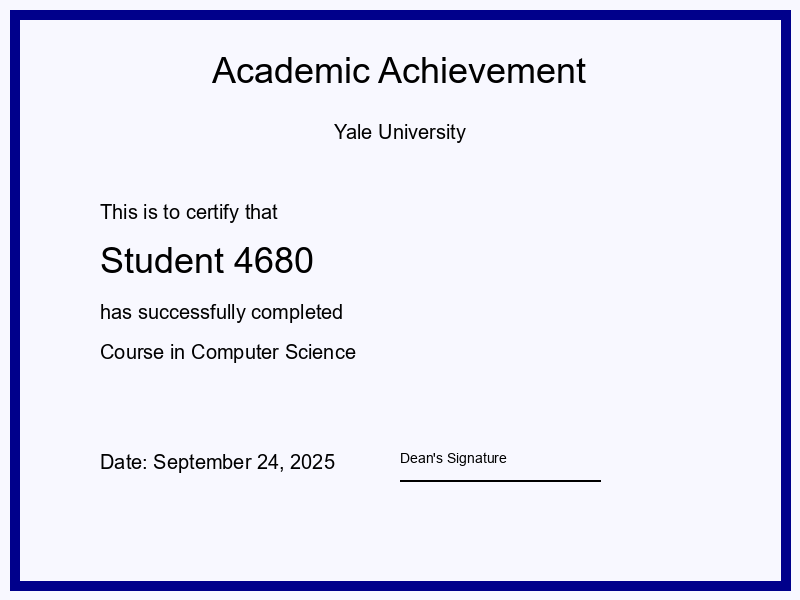 Academic Achievement
Yale University
This is to certify that
Student 4680
has successfully completed
Course in Computer Science
Date: September 24, 2025
Dean's Signature